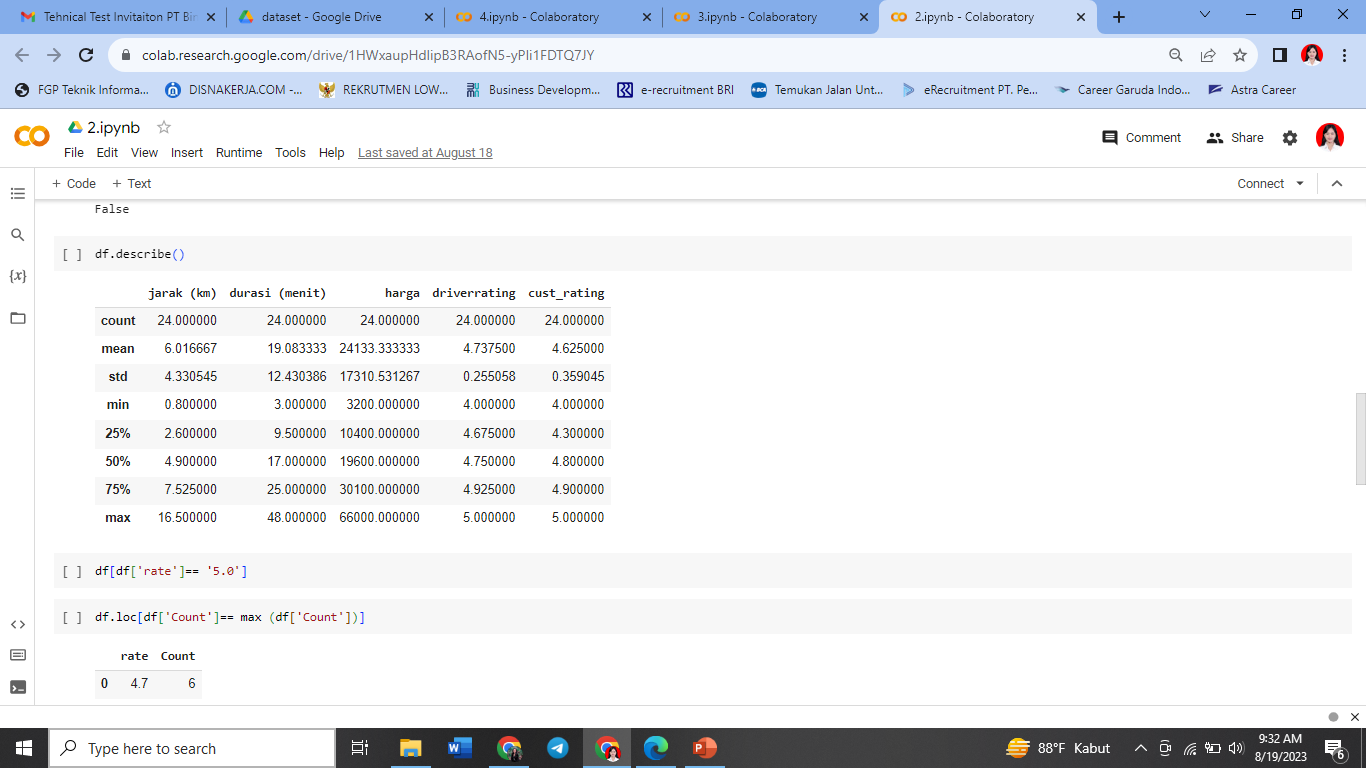 Tehnical Test Invitaiton PT Bin
dataset - Google Drive
4.ipynb - Colaboratory
3.ipynb - Colaboratory
2.ipynb - Colaboratory
colab.research.google.com/drive/1HWxaupHdIipB3RAofN5-yPIi1FDTQ7JY
FGP Teknik Informa...
DISNAKERJA.COM -...
REKRUTMEN LOW...
Business Developm...
e-recruitment BRI
Temukan Jalan Unt...
eRecruitment PT. Pe...
Career Garuda Indo...
Astra Career
2.ipynb
Comment
Share
File Edit View Insert Runtime Tools Help Last saved at August 18
+ Code + Text
Connect
False
[ ] df.describe()
jarak (km) durasi (menit) harga driverrating cust_rating
count 24.000000 24.000000 24.000000 24.000000 24.000000
mean 6.016667 19.083333 24133.333333 4.737500 4.625000
std 4.330545 12.430386 17310.531267 0.255058 0.359045
min 0.800000 3.000000 3200.000000 4.000000 4.000000
25% 2.600000 9.500000 10400.000000 4.675000 4.300000
50% 4.900000 17.000000 19600.000000 4.750000 4.800000
75% 7.525000 25.000000 30100.000000 4.925000 4.900000
max 16.500000 48.000000 66000.000000 5.000000 5.000000
[ ] df[df['rate']== '5.0']
[ ] df.loc[df['Count']== max (df['Count'])]
rate Count
0 4.7 6
Type here to search
88°F Kabut
9:32 AM
8/19/2023
6